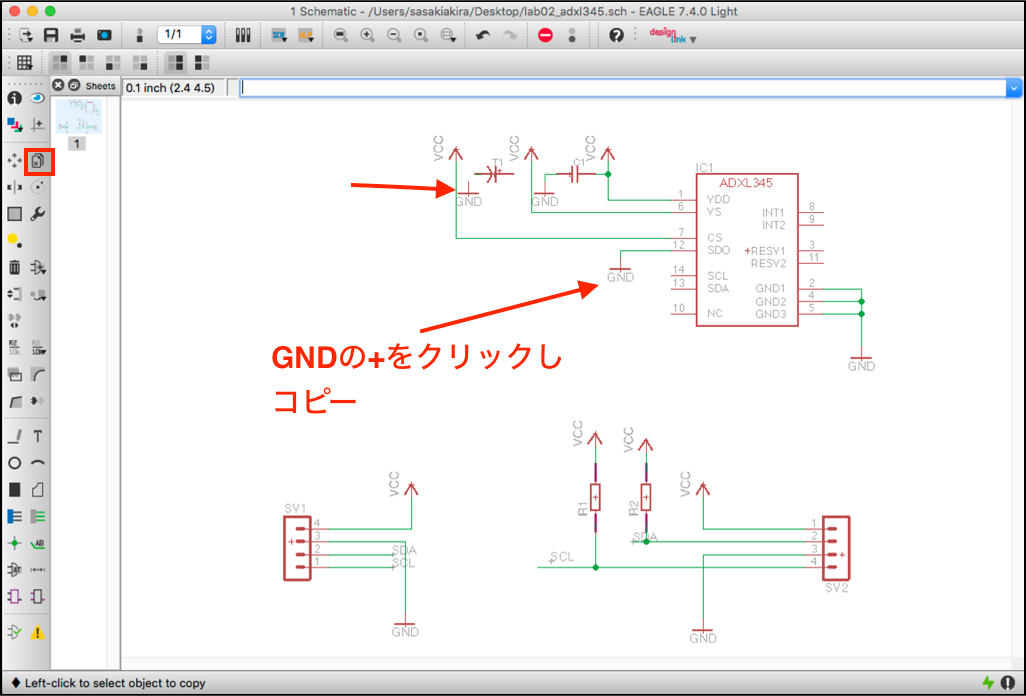 1 Schematic - /Users/sasakiakira/Desktop/lab02_adxl345.sch - EAGLE 7.4.0 Light
1/1
SCR
design
link
Sheets
0.1 inch (2.4 4.5)
1
VCC
T1
VCC
C1
VCC
GND
GND
IC1
ADXL345
1
VDD
6
VS
7
CS
12
SDO
14
SCL
13
SDA
10
NC
INT1
8
INT2
9
RESV1
3
RESV2
11
GND1
2
GND2
4
GND3
5
GND
GND
GNDの+をクリックし
コピー
VCC
VCC
VCC
VCC
SV1
4
3
2
1
SDA
SCL
GND
R1
R2
SDA
SCL
1
2
3
4
SV2
GND
Left-click to select object to copy